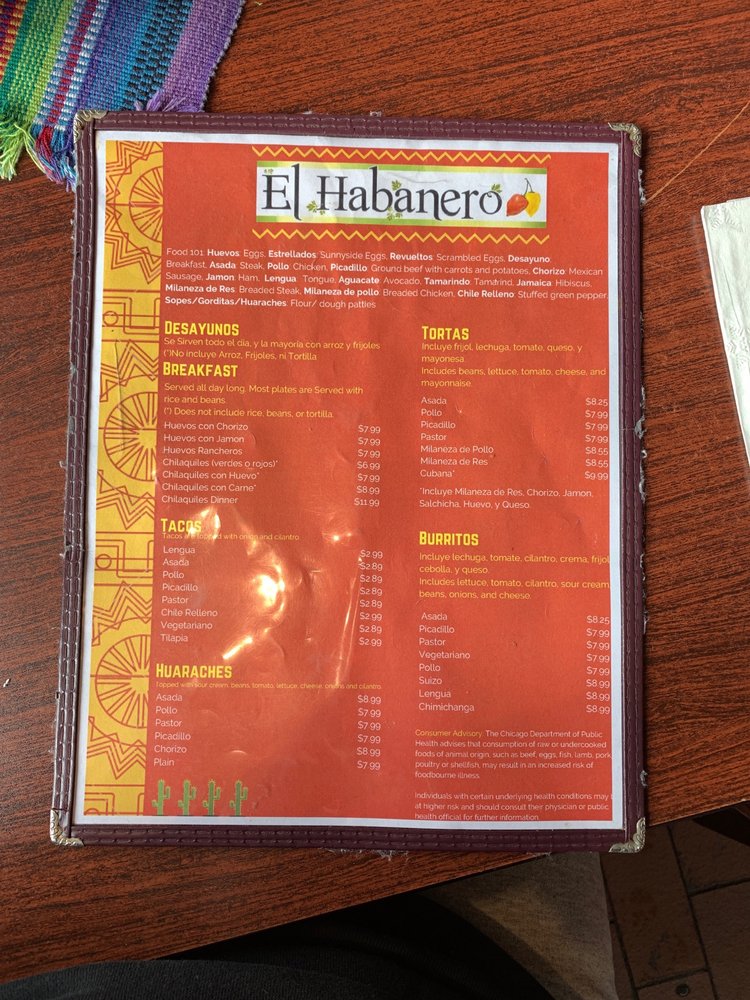 El Habanero
Food 101: Huevos: Eggs, Estrellados: Sunnyside Eggs, Revueltos: Scrambled Eggs, Desayuno:
Breakfast, Asada: Steak, Pollo: Chicken, Picadillo: Ground beef with carrots and potatoes, Chorizo: Mexican
Sausage, Jamon: Ham, Lengua: Tongue, Aguacate: Avocado, Tamarindo: Tamarind, Jamaica: Hibiscus,
Milaneza de Res: Breaded Steak, Milaneza de pollo: Breaded Chicken, Chile Relleno: Stuffed green pepper,
Sopes/Gorditas/Huaraches: Flour/ dough patties
DESAYUNOS
Se Sirven todo el dia, y la mayoría con arroz y frijoles
(*)No incluye Arroz, Frijoles, ni Tortilla
BREAKFAST
Served all day long. Most plates are Served with
rice and beans.
(*) Does not include rice, beans, or tortilla.
Huevos con Chorizo $7.99
Huevos con Jamon $7.99
Huevos Rancheros $7.99
Chilaquiles (verdes o rojos)* $6.99
Chilaquiles con Huevo* $7.99
Chilaquiles con Carne* $8.99
Chilaquiles Dinner $11.99
TACOS
Tacos are topped with onion and cilantro
Lengua $2.99
Asada $2.89
Pollo $2.89
Picadillo $2.89
Pastor $2.89
Chile Relleno $2.99
Vegetariano $2.89
Tilapia $2.99
HUARACHES
Topped with sour cream, beans, tomato, lettuce, cheese, onions and cilantro
Asada $8.99
Pollo $7.99
Pastor $7.99
Picadillo $7.99
Chorizo $8.99
Plain $7.99
TORTAS
Incluye frijol, lechuga, tomate, queso, y
mayonesa.
Includes beans, lettuce, tomato, cheese, and
mayonnaise.
Asada $8.25
Pollo $7.99
Picadillo $7.99
Pastor $7.99
Milaneza de Pollo $8.55
Milaneza de Res $8.55
Cubana* $9.99
*Incluye Milaneza de Res, Chorizo, Jamon,
Salchicha, Huevo, y Queso.
BURRITOS
Incluye lechuga, tomate, cilantro, crema, frijol
cebolla, y queso.
Includes lettuce, tomato, cilantro, sour cream
beans, onions, and cheese.
Asada $8.25
Picadillo $7.99
Pastor $7.99
Vegetariano $7.99
Pollo $7.99
Suizo $8.99
Lengua $8.99
Chimichanga $8.99
Consumer Advisory: The Chicago Department of Public
Health advises that consumption of raw or undercooked
foods of animal origin, such as beef, eggs, fish, lamb, pork
poultry or shellfish, may result in an increased risk of
foodbourne illness.
Individuals with certain underlying health conditions may
at higher risk and should consult their physician or public
health official for further information.